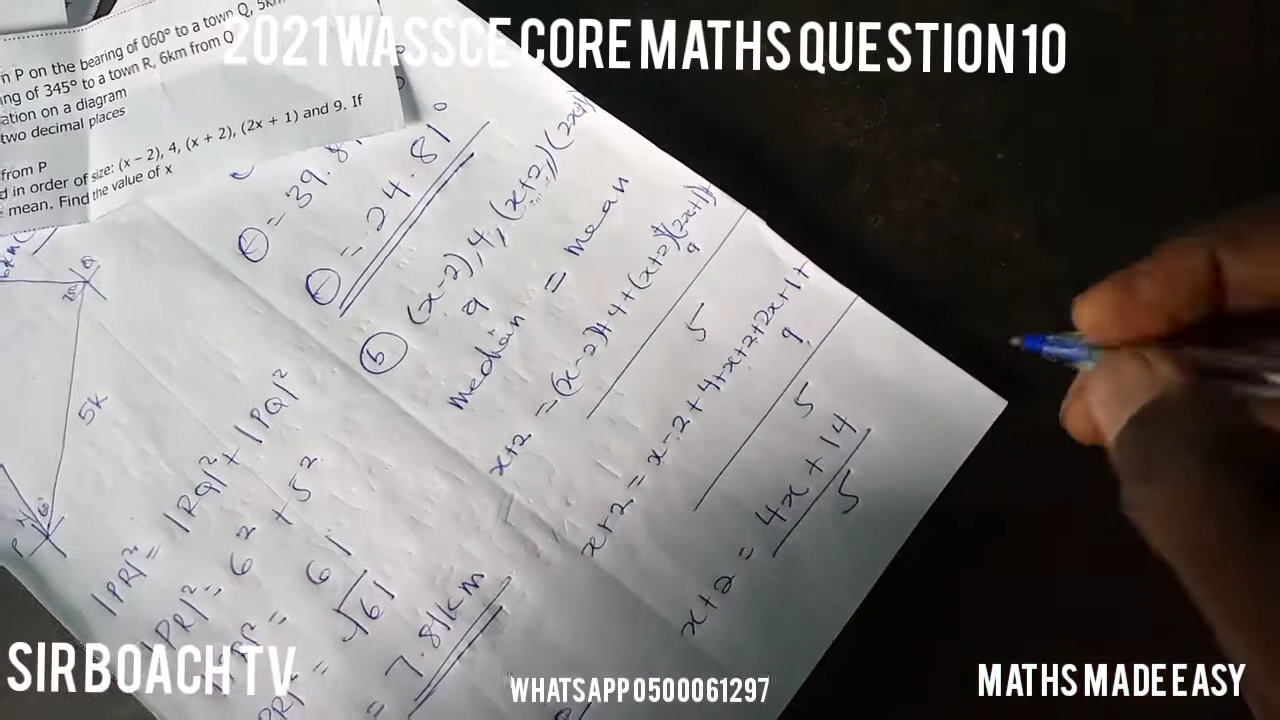 2021 WASSCE CORE MATHS QUESTION 10
n P on the bearing of 060° to a town Q, 5km
ing of 345° to a town R, 6km from Q
ation on a diagram
two decimal places
from P
d in order of size: (x – 2), 4, (x + 2), (2x + 1) and 9. If
mean. Find the value of x
= 39.8
= 24.81°
(b) (x-2), 4, (x+2), (2x+1)
9
median = mean
x+2 = (x-2)+4+(x+2)+(2x+1)+
9
5
x+2 = x-2+4+x+2+2x+1+
9
5
x+2 = 4x+14
5
Q
5k
P
|PR|² = |RQ|² + |PQ|²
|PR|² = 6² + 5²
= 61
= √61
= 7.81km
SIR BOACH TV
WHATSAPP 0500061297
MATHS MADE EASY